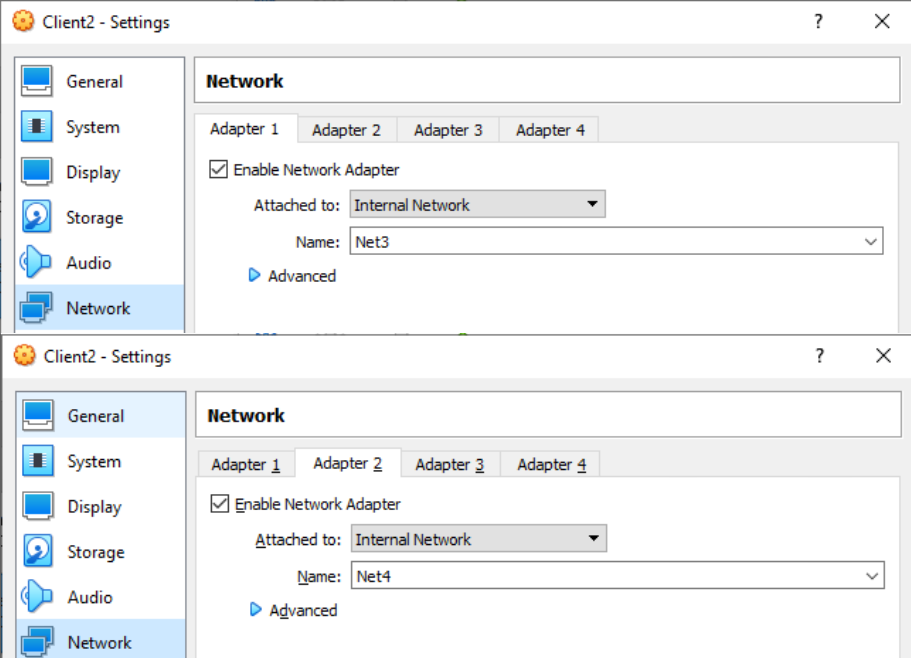 Client2 - Settings ? ×
General
System
Display
Storage
Audio
Network
Network
Adapter 1 Adapter 2 Adapter 3 Adapter 4
Enable Network Adapter
Attached to: Internal Network
Name: Net3
Advanced
Client2 - Settings ? ×
General
System
Display
Storage
Audio
Network
Network
Adapter 1 Adapter 2 Adapter 3 Adapter 4
Enable Network Adapter
Attached to: Internal Network
Name: Net4
Advanced